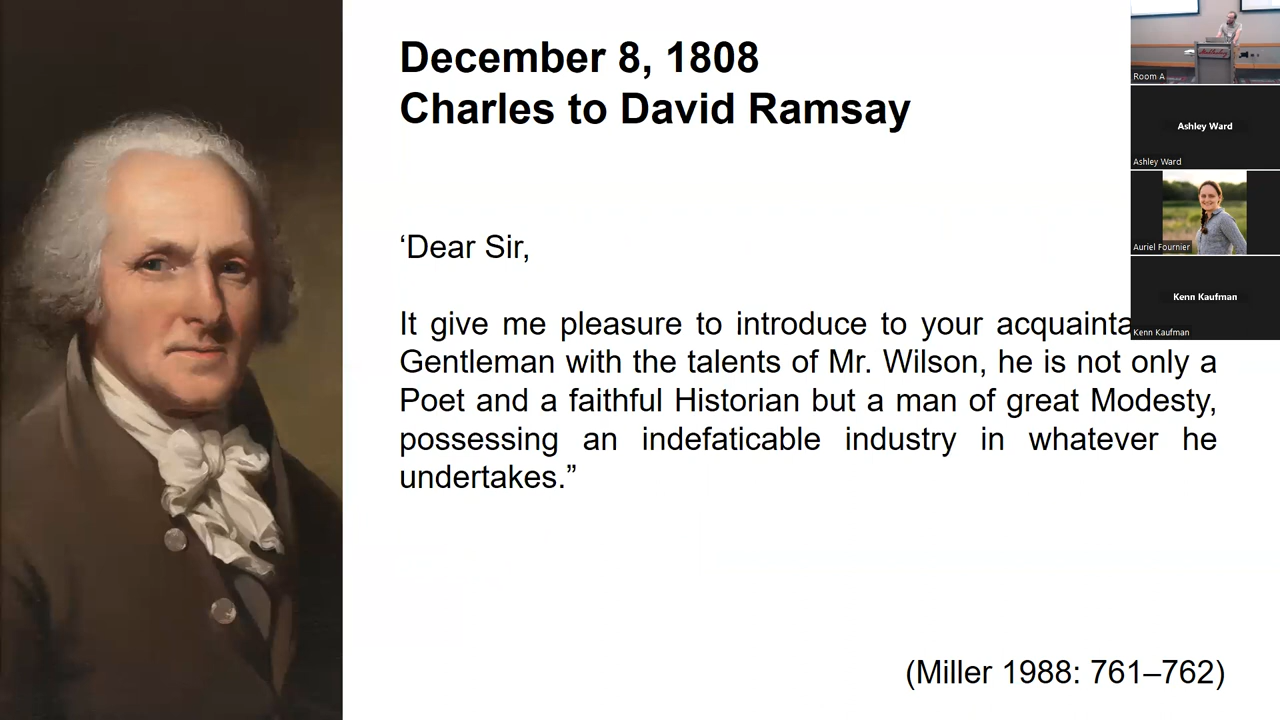 December 8, 1808
Charles to David Ramsay
‘Dear Sir,
It give me pleasure to introduce to your acquainta
Gentleman with the talents of Mr. Wilson, he is not only a
Poet and a faithful Historian but a man of great Modesty,
possessing an indefaticable industry in whatever he
undertakes.”
(Miller 1988: 761–762)
Room A
Ashley Ward
Ashley Ward
Auriel Fournier
Kenn Kaufman
Kenn Kaufman